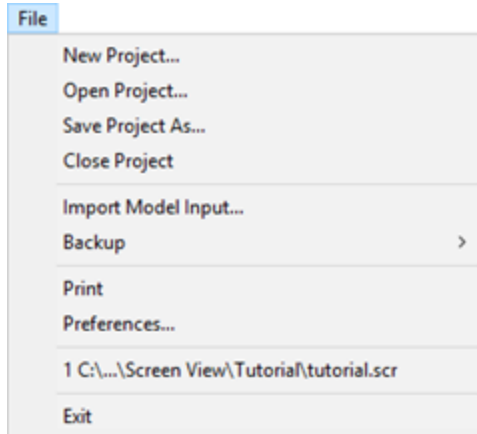 File
New Project...
Open Project...
Save Project As...
Close Project
Import Model Input...
Backup
Print
Preferences...
1 C:\...\Screen View\Tutorial\tutorial.scr
Exit